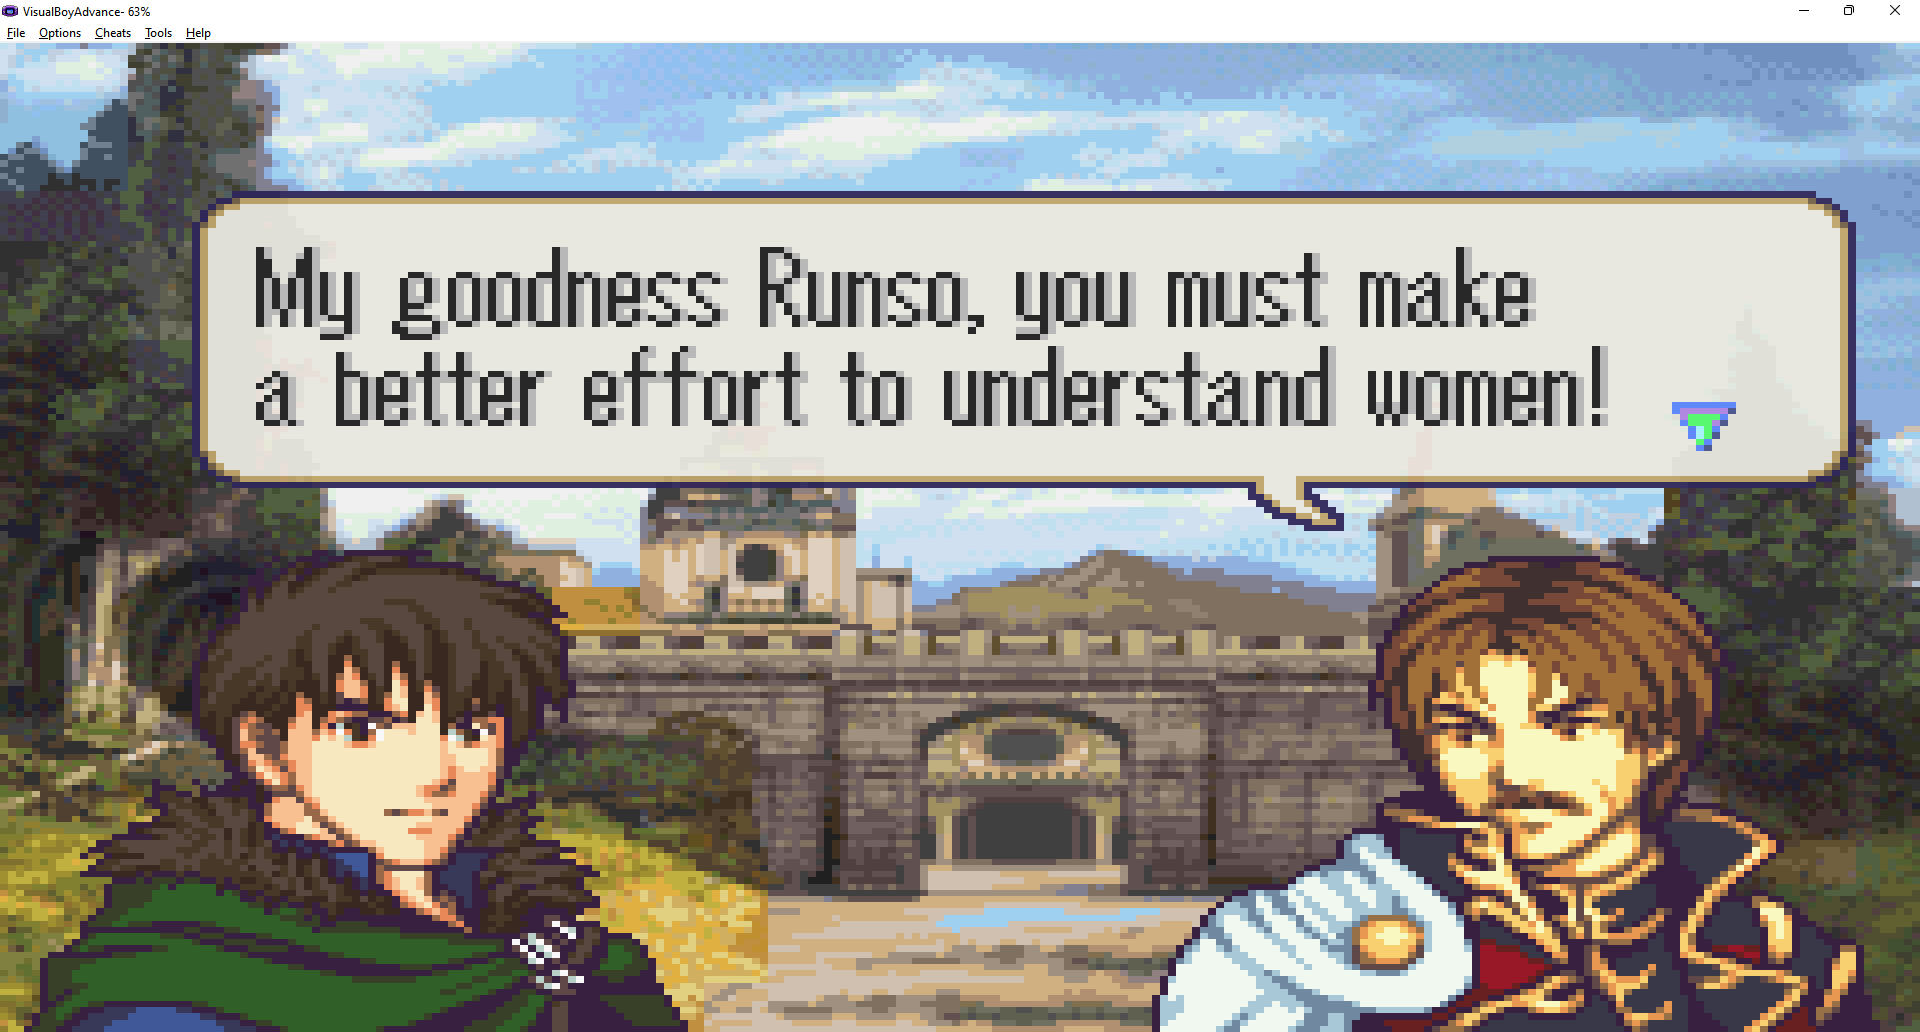 VisualBoyAdvance- 63%
File Options Cheats Tools Help
My goodness Runso, you must make
a better effort to understand women!